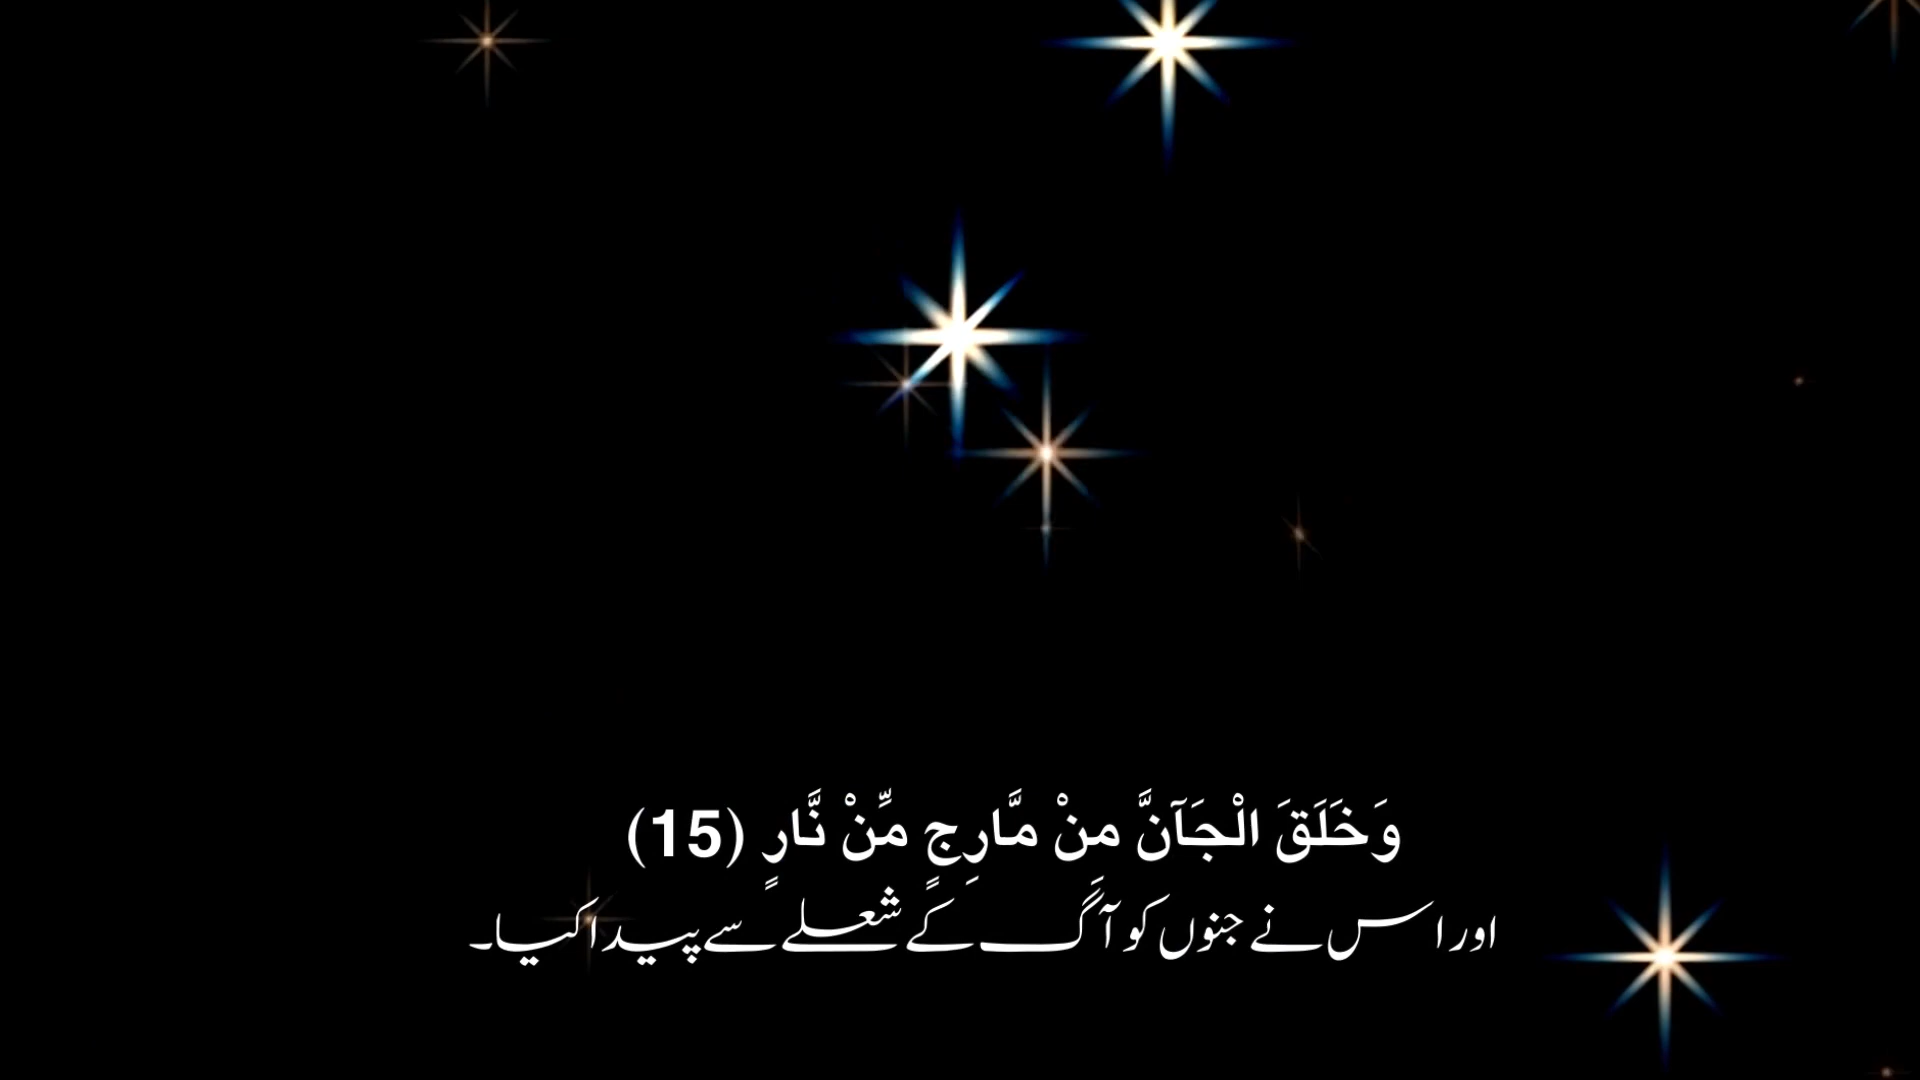 وَخَلَقَ الْجَآنَّ مِنْ مَّارِجٍ مِّنْ نَّارٍ (15)
اور اس نے جنوں کو آگ کے شعلے سے پیدا کیا۔